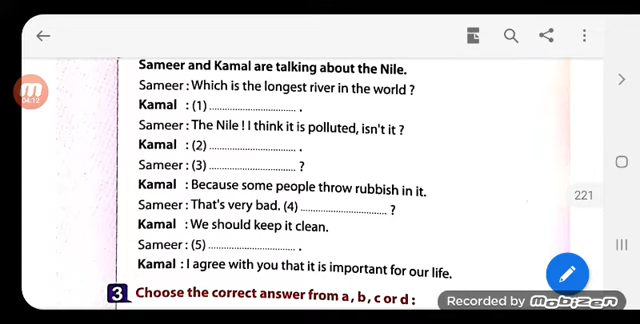 Sameer and Kamal are talking about the Nile.
Sameer : Which is the longest river in the world ?
Kamal : (1) ............................ .
Sameer : The Nile ! I think it is polluted, isn't it ?
Kamal : (2) ............................ .
Sameer : (3) ............................ ?
Kamal : Because some people throw rubbish in it.
221
Sameer : That's very bad. (4) ............................ ?
Kamal : We should keep it clean.
Sameer : (5) ............................ .
Kamal : I agree with you that it is important for our life.
3 Choose the correct answer from a, b, c or d :
04:12
Recorded by Mobizen